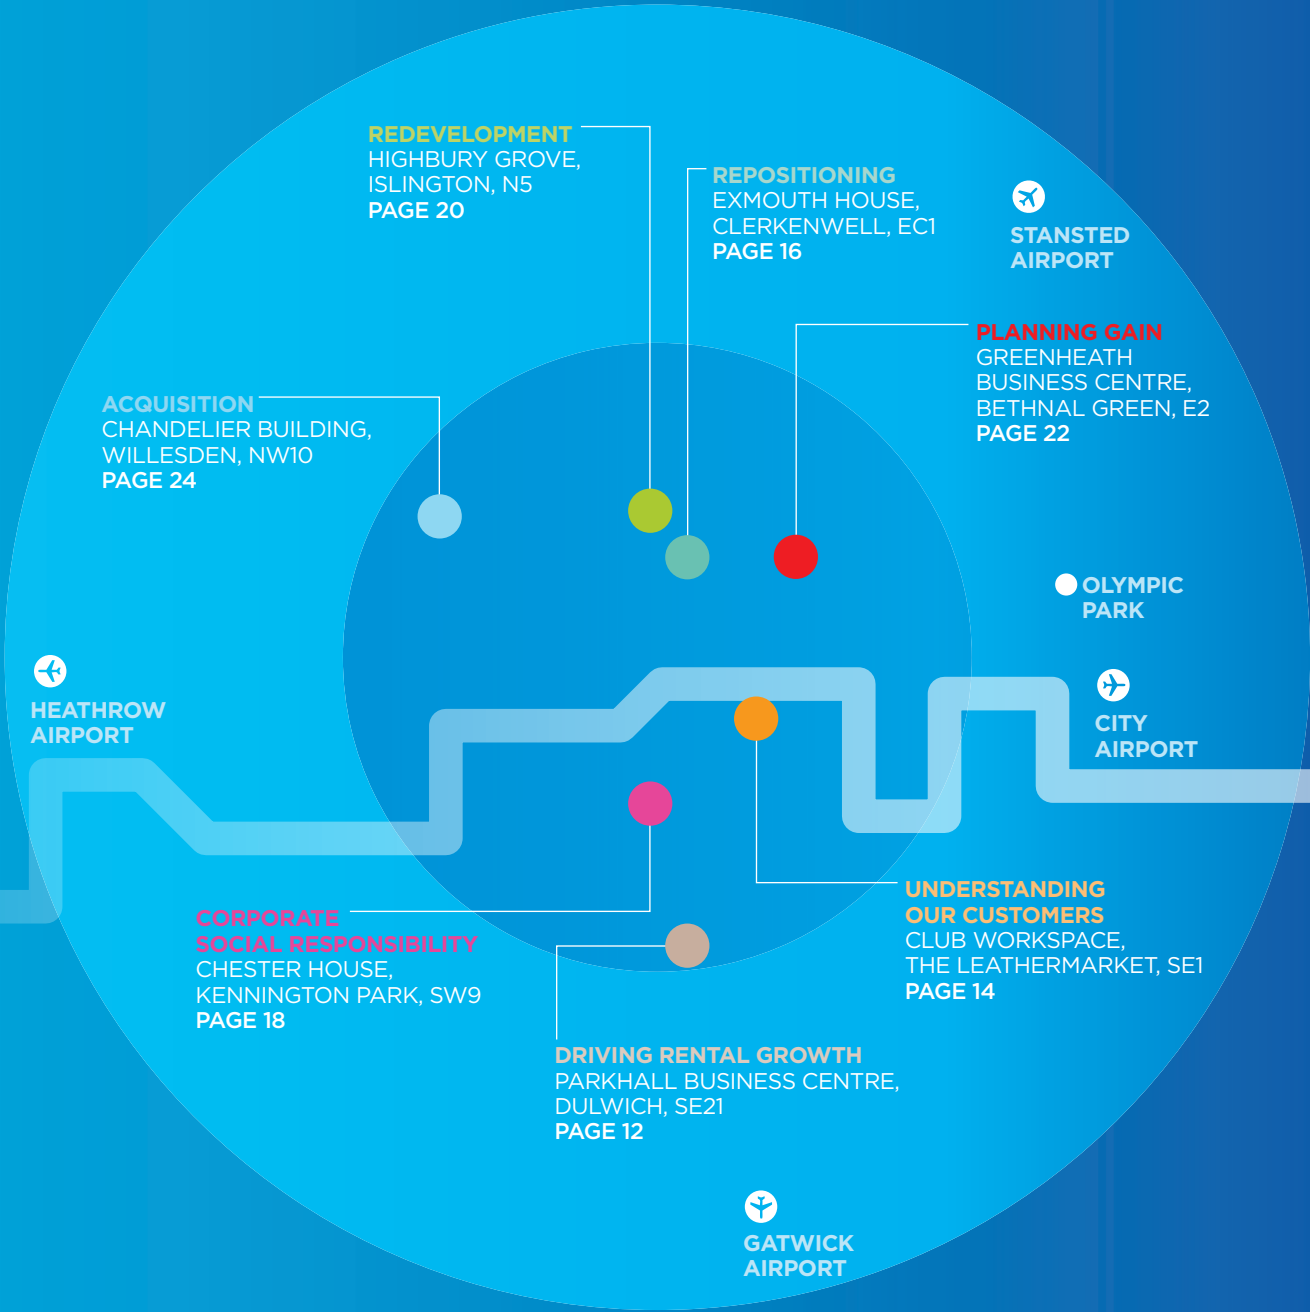 REDEVELOPMENT
HIGHBURY GROVE,
ISLINGTON, N5
PAGE 20
REPOSITIONING
EXMOUTH HOUSE,
CLERKENWELL, EC1
PAGE 16
STANSTED
AIRPORT
PLANNING GAIN
GREENHEATH
BUSINESS CENTRE,
BETHNAL GREEN, E2
PAGE 22
ACQUISITION
CHANDELIER BUILDING,
WILLESDEN, NW10
PAGE 24
OLYMPIC
PARK
HEATHROW
AIRPORT
CITY
AIRPORT
UNDERSTANDING
OUR CUSTOMERS
CLUB WORKSPACE,
THE LEATHERMARKET, SE1
PAGE 14
CORPORATE
SOCIAL RESPONSIBILITY
CHESTER HOUSE,
KENNINGTON PARK, SW9
PAGE 18
DRIVING RENTAL GROWTH
PARKHALL BUSINESS CENTRE,
DULWICH, SE21
PAGE 12
GATWICK
AIRPORT